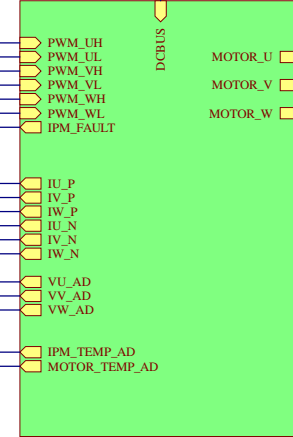 DCBUS
PWM_UH
PWM_UL
MOTOR_U
PWM_VH
PWM_VL
MOTOR_V
PWM_WH
PWM_WL
MOTOR_W
IPM_FAULT
IU_P
IV_P
IW_P
IU_N
IV_N
IW_N
VU_AD
VV_AD
VW_AD
IPM_TEMP_AD
MOTOR_TEMP_AD